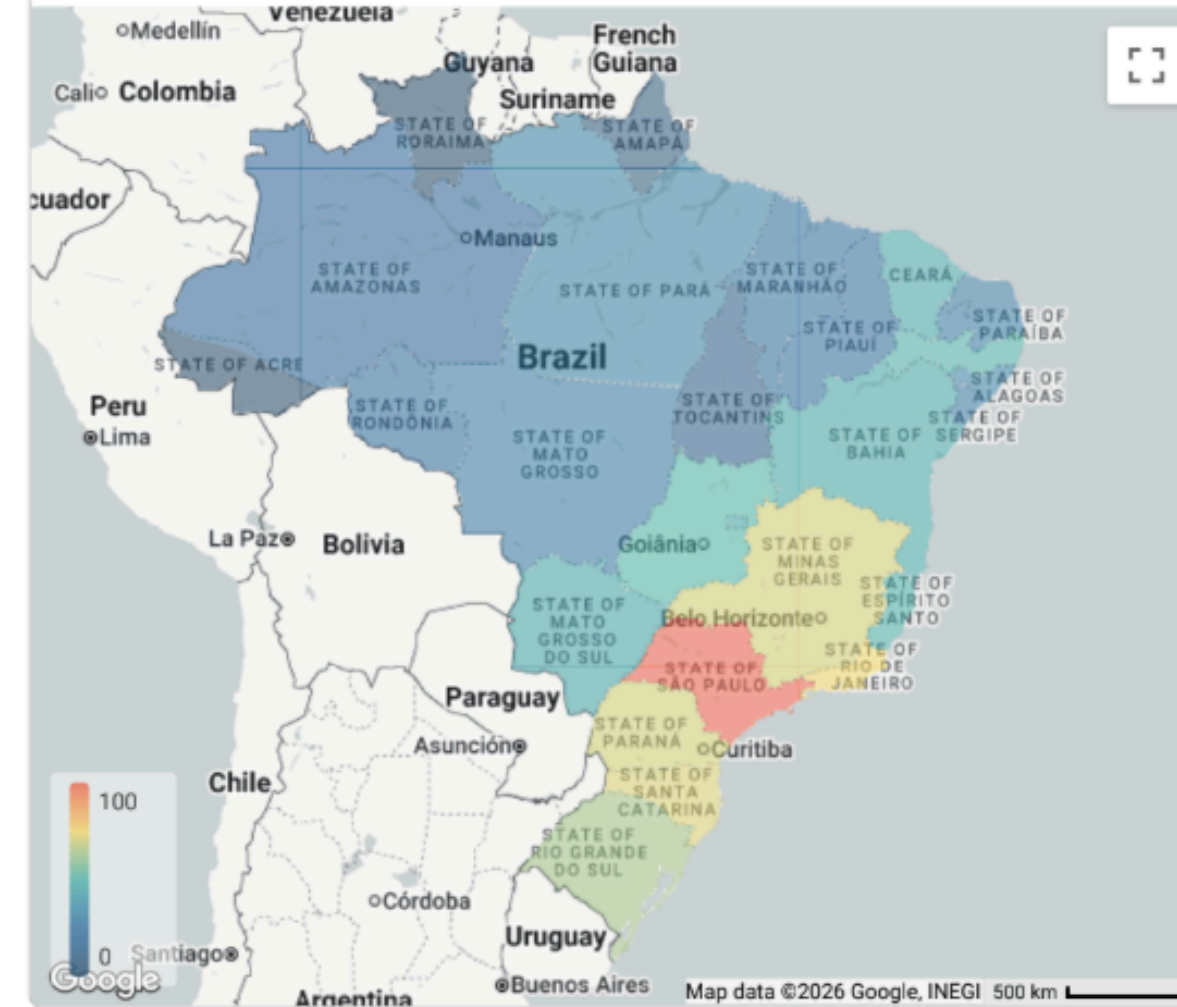 Venezuela
Medellín
French
Guiana
Guyana
Cali
Colombia
Suriname
STATE OF
RORAIMA
STATE OF
AMAPÁ
cuador
Manaus
STATE OF
AMAZONAS
STATE OF PARÁ
STATE OF
MARANHÃO
CEARÁ
STATE OF
PARAÍBA
STATE OF
PIAUÍ
Brazil
STATE OF ACRE
STATE OF
ALAGOAS
Peru
Lima
STATE OF
RONDÔNIA
STATE OF
TOCANTINS
STATE OF
SERGIPE
STATE OF
MATO
GROSSO
STATE OF
BAHIA
La Paz
Bolivia
Goiânia
STATE OF
MINAS
GERAIS
STATE OF
ESPÍRITO
SANTO
STATE OF
MATO
GROSSO
DO SUL
Belo Horizonte
STATE OF
RIO DE
JANEIRO
STATE OF
SÃO PAULO
Paraguay
STATE OF
PARANÁ
Asunción
Curitiba
Chile
STATE OF
SANTA
CATARINA
100
STATE OF
RIO GRANDE
DO SUL
Córdoba
Uruguay
0
Santiago
Google
Buenos Aires
Argentina
Map data ©2026 Google, INEGI
500 km